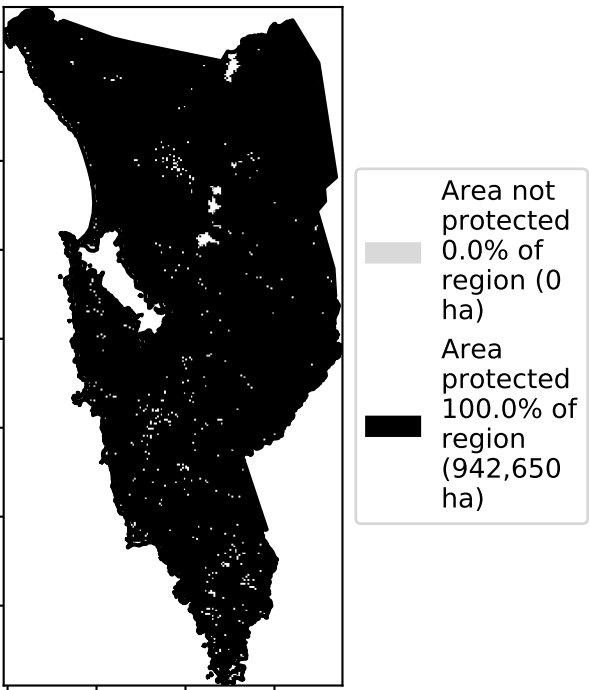 Area not
protected
0.0% of
region (0
ha)
Area
protected
100.0% of
region
(942,650
ha)